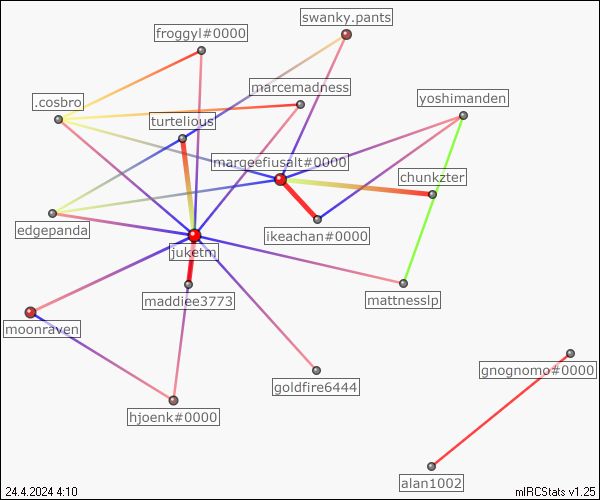 swanky.pants
froggyl#0000
marcemadness
.cosbro
yoshimanden
turtelious
margeefiusalt#0000
chunkzter
edgepanda
ikeachan#0000
juketm
maddiee3773
mattnesslp
moonraven
gnognomo#0000
goldfire6444
hjoenk#0000
alan1002
24.4.2024 4:10
mIRCStats v1.25